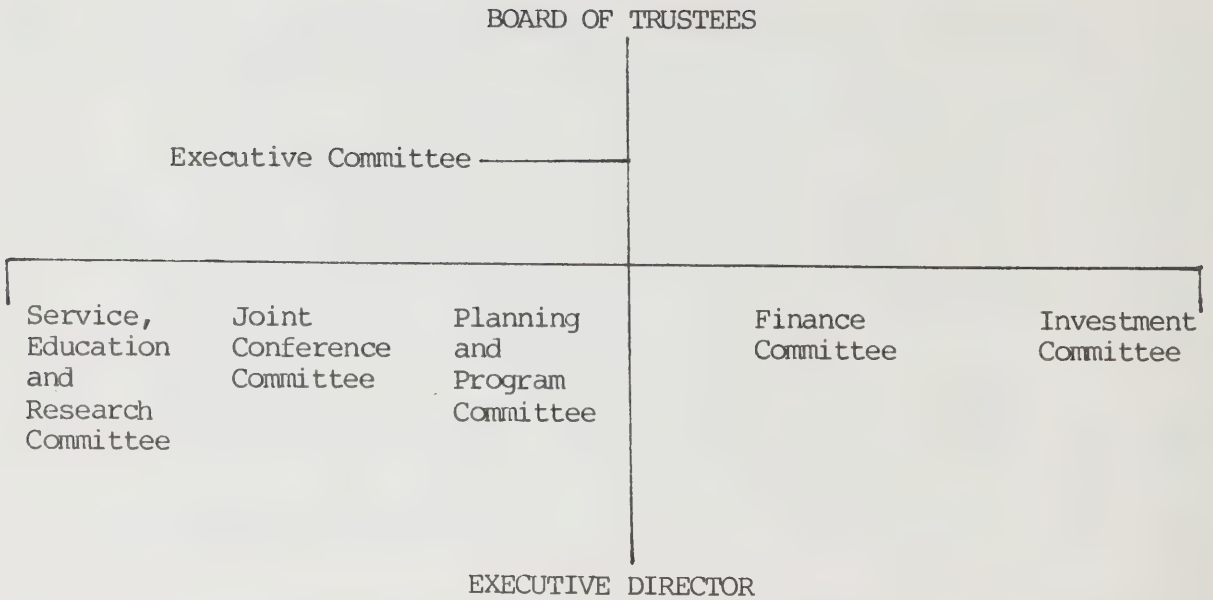 BOARD OF TRUSTEES
Executive Committee
Service,
Education
and
Research
Committee
Joint
Conference
Committee
Planning
and
Program
Committee
Finance
Committee
Investment
Committee
EXECUTIVE DIRECTOR